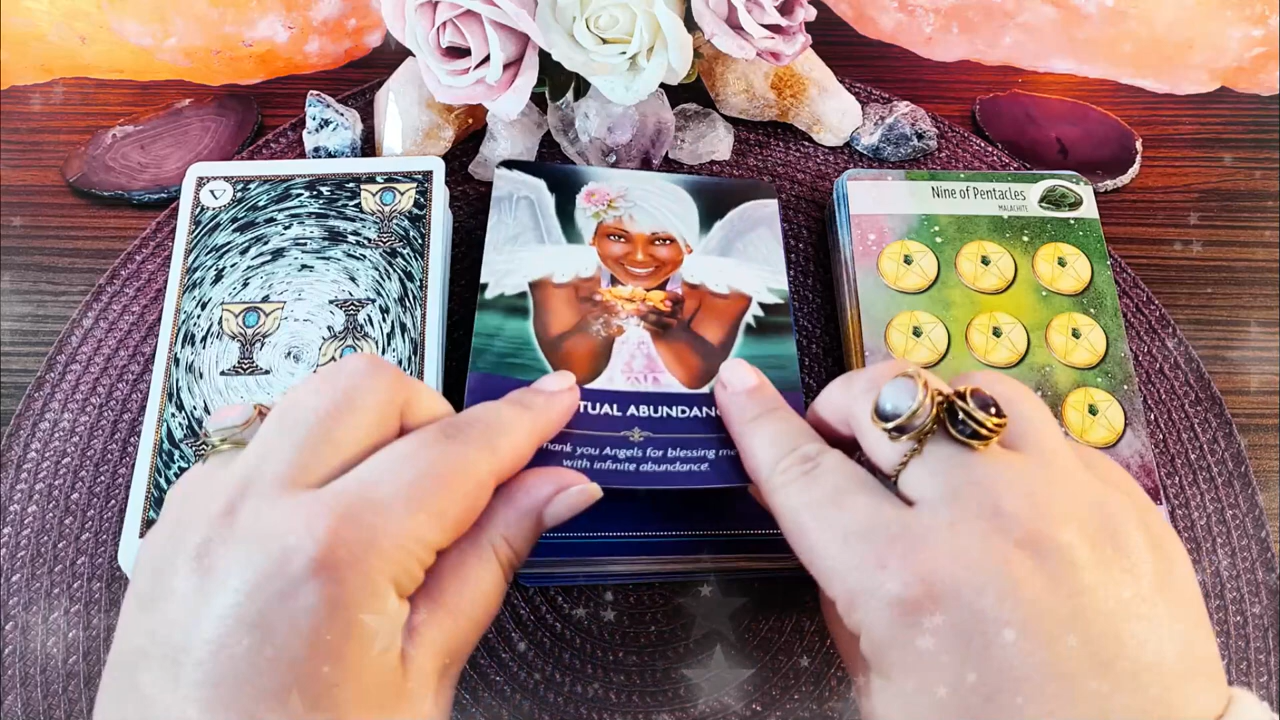 Nine of Pentacles
MALACHITE
TUAL ABUNDANC
hank you Angels for blessing me
with infinite abundance.